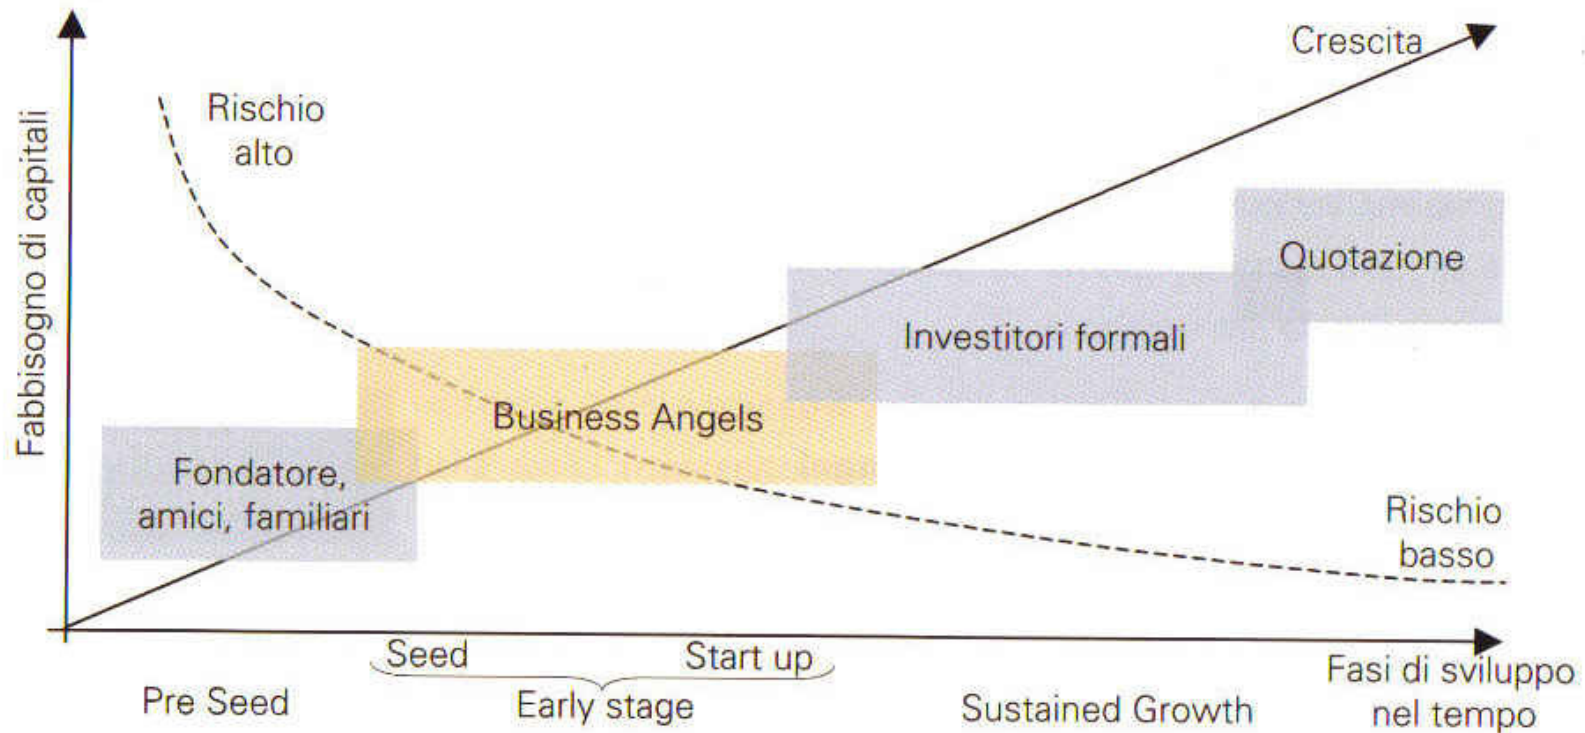 Crescita
Rischio
alto
Fabbisogno di capitali
Quotazione
Investitori formali
Business Angels
Fondatore,
amici, familiari
Rischio
basso
Seed
Start up
Pre Seed
Early stage
Sustained Growth
Fasi di sviluppo
nel tempo